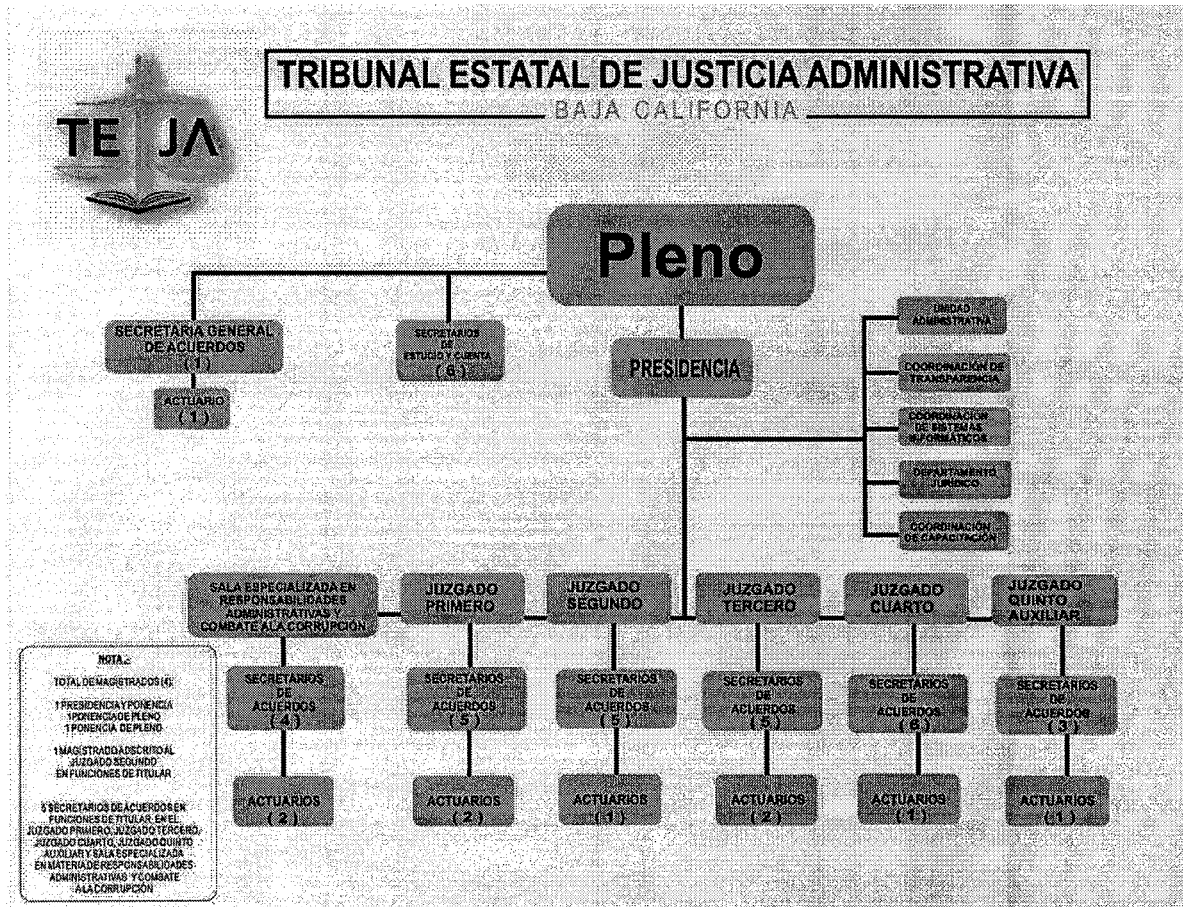 TE JA
TRIBUNAL ESTATAL DE JUSTICIA ADMINISTRATIVA
BAJA CALIFORNIA
Pleno
SECRETARIA GENERAL
DE ACUERDOS
( 1 )
ACTUARIO
( 1 )
SECRETARIOS
DE
ESTUDIO Y CUENTA
( 6 )
PRESIDENCIA
UNIDAD
ADMINISTRATIVA
COORDINACIÓN DE
TRANSPARENCIA
COORDINACIÓN
DE SISTEMAS
INFORMÁTICOS
DEPARTAMENTO
JURÍDICO
COORDINACIÓN
DE CAPACITACIÓN
SALA ESPECIALIZADA EN
RESPONSABILIDADES
ADMINISTRATIVAS Y
COMBATE A LA CORRUPCIÓN
JUZGADO
PRIMERO
JUZGADO
SEGUNDO
JUZGADO
TERCERO
JUZGADO
CUARTO
JUZGADO
QUINTO
AUXILIAR
SECRETARIOS
DE
ACUERDOS
( 4 )
SECRETARIOS
DE
ACUERDOS
( 5 )
SECRETARIOS
DE
ACUERDOS
( 5 )
SECRETARIOS
DE
ACUERDOS
( 5 )
SECRETARIOS
DE
ACUERDOS
( 6 )
SECRETARIOS
DE
ACUERDOS
( 3 )
ACTUARIOS
( 2 )
ACTUARIOS
( 2 )
ACTUARIOS
( 1 )
ACTUARIOS
( 2 )
ACTUARIOS
( 1 )
ACTUARIOS
( 1 )
NOTA.-
TOTAL DE MAGISTRADOS (4)
1 PRESIDENCIA Y PONENCIA
1 PONENCIA DE PLENO
1 PONENCIA DE PLENO
1 MAGISTRADO ADSCRITO AL
JUZGADO SEGUNDO
EN FUNCIONES DE TITULAR
5 SECRETARIOS DE ACUERDOS EN
FUNCIONES DE TITULAR, EN EL
JUZGADO PRIMERO, JUZGADO TERCERO,
JUZGADO CUARTO, JUZGADO QUINTO
AUXILIAR Y SALA ESPECIALIZADA
EN MATERIA DE RESPONSABILIDADES
ADMINISTRATIVAS Y COMBATE
A LA CORRUPCIÓN